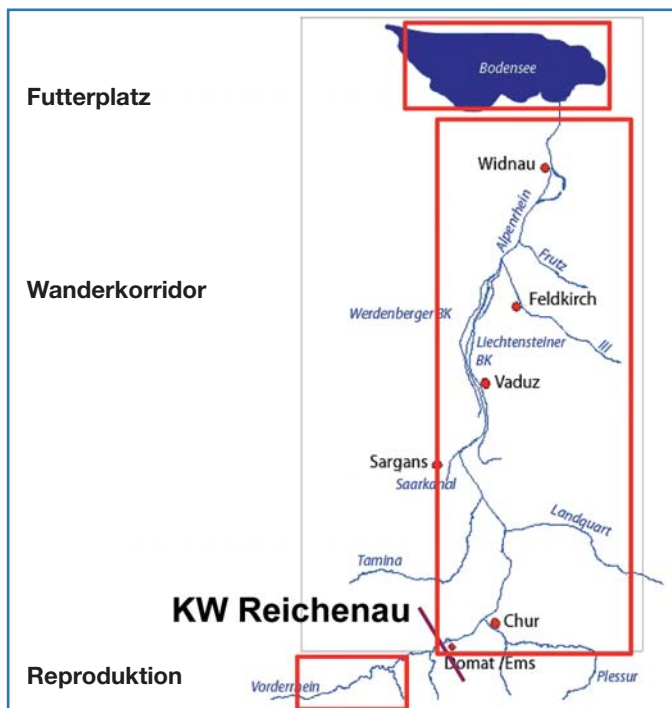 Bodensee
Futterplatz
Widnau
Alpenrhein
Frutz
Wanderkorridor
Feldkirch
Werdenberger BK
Ill
Liechtensteiner
BK
Vaduz
Sargans
Saarkanal
Landquart
Tamina
KW Reichenau
Chur
Domat /Ems
Reproduktion
Vorderrhein
Plessur